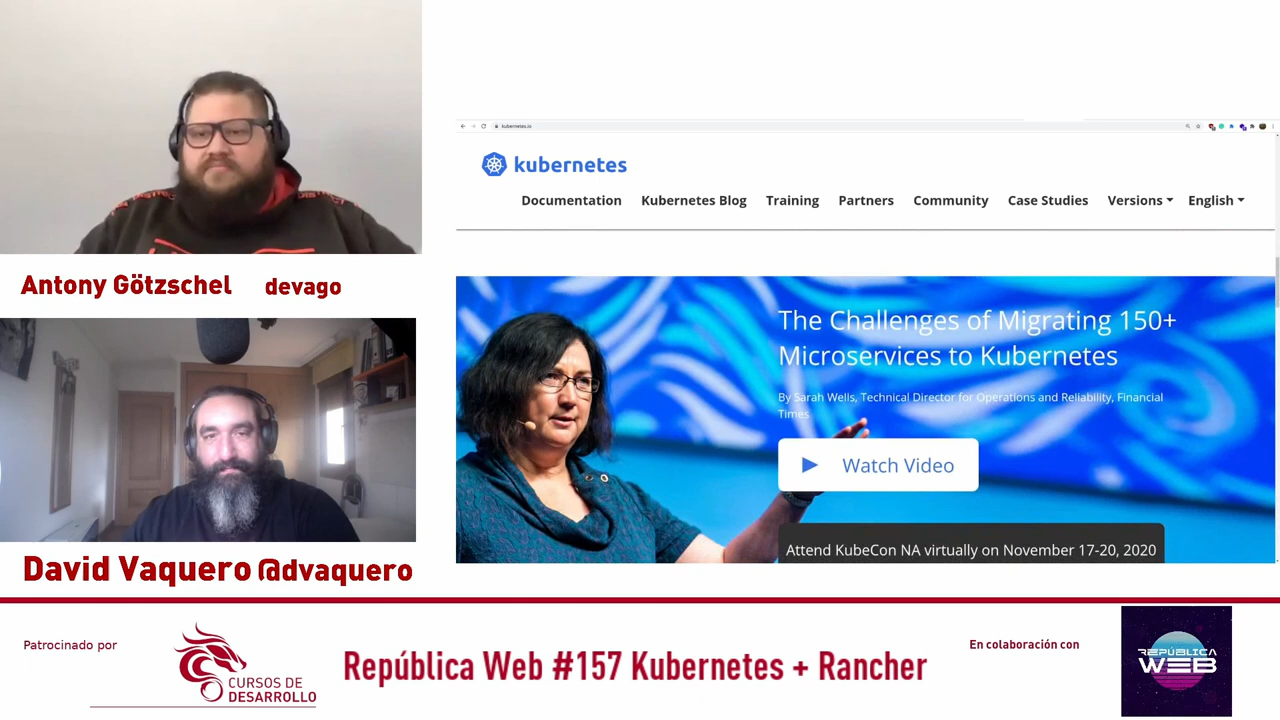 Antony Götzschel devago
David Vaquero @dvaquero
kubernetes.io
kubernetes
Documentation Kubernetes Blog Training Partners Community Case Studies Versions English
The Challenges of Migrating 150+
Microservices to Kubernetes
By Sarah Wells, Technical Director for Operations and Reliability, Financial
Times
Watch Video
Attend KubeCon NA virtually on November 17-20, 2020
Patrocinado por
CURSOS DE
DESARROLLO
República Web #157 Kubernetes + Rancher
En colaboración con
REPÚBLICA
WEB